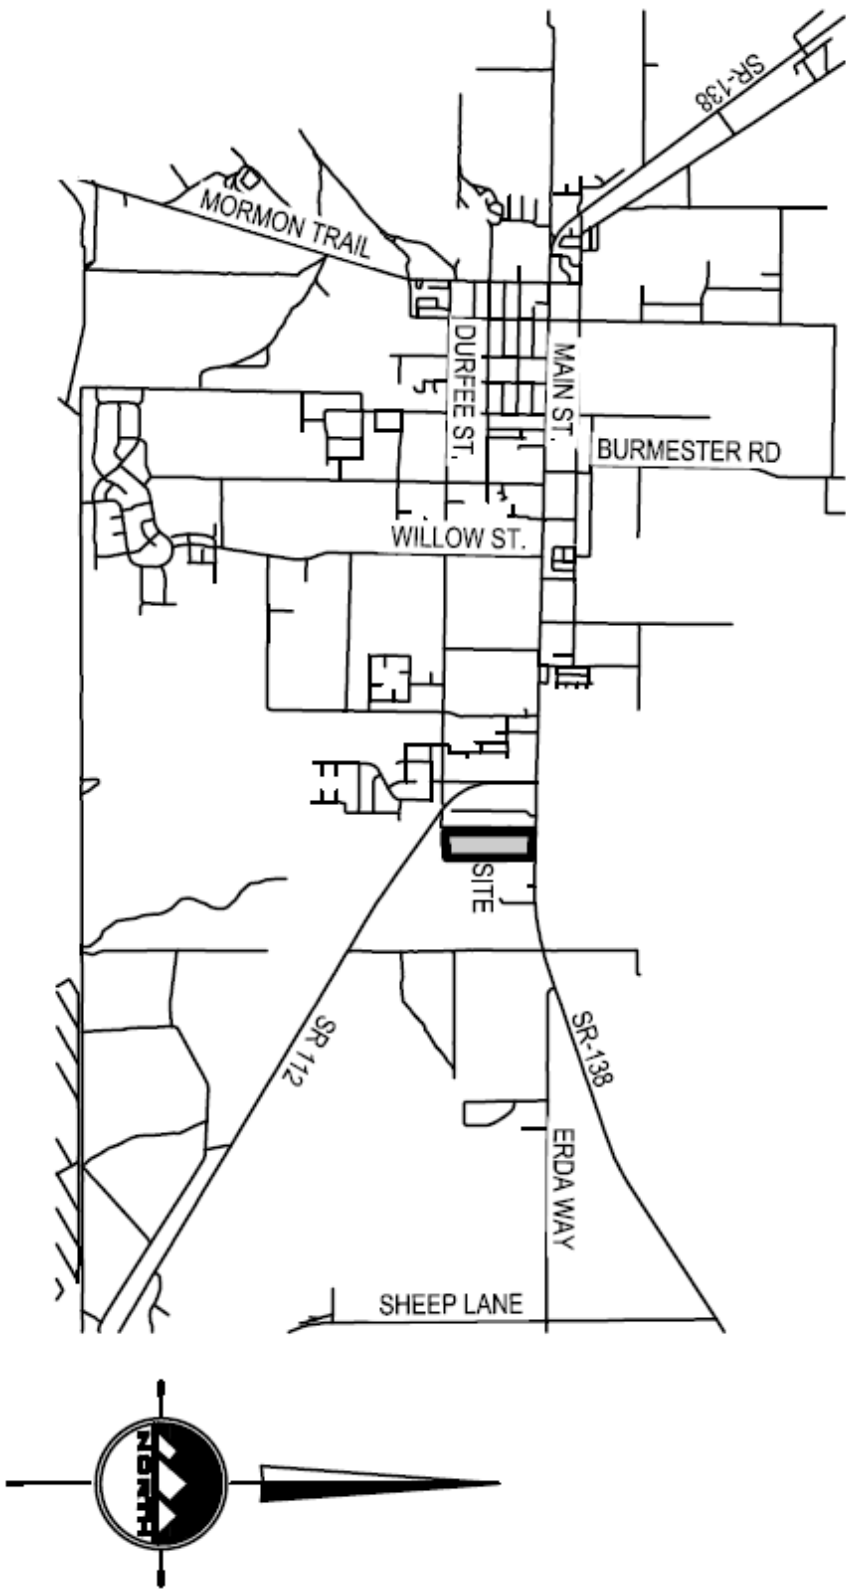 SR-138
MORMON TRAIL
DURFEE ST.
MAIN ST.
BURMESTER RD
WILLOW ST.
SITE
SR 112
SR-138
ERDA WAY
SHEEP LANE
NORTH